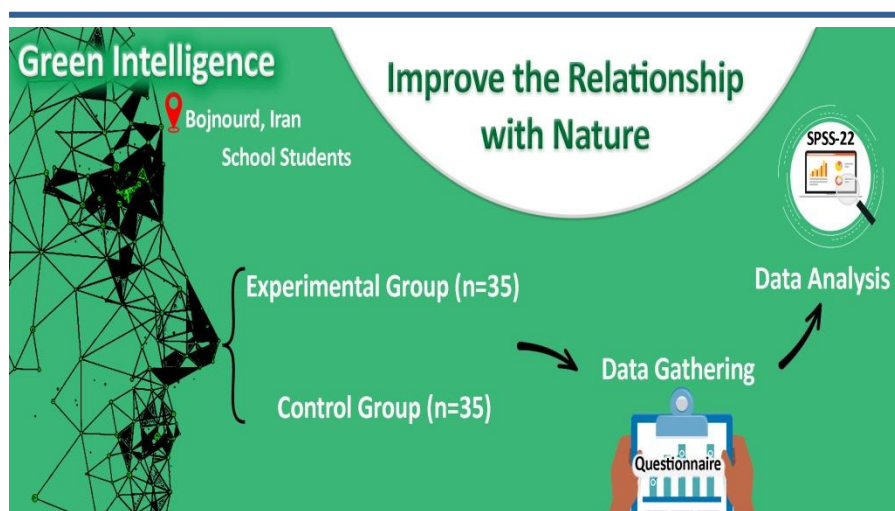 Green Intelligence
Bojnourd, Iran
School Students
Improve the Relationship
with Nature
Experimental Group (n=35)
Control Group (n=35)
Data Gathering
Questionnaire
SPSS-22
Data Analysis